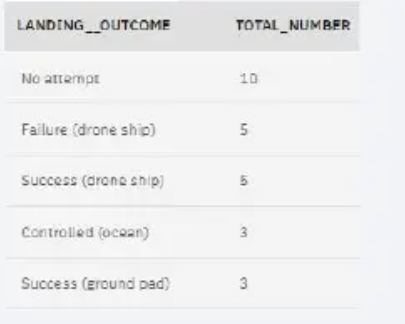 LANDING__OUTCOME TOTAL_NUMBER
No attempt 10
Failure (drone ship) 5
Success (drone ship) 5
Controlled (ocean) 3
Success (ground pad) 3